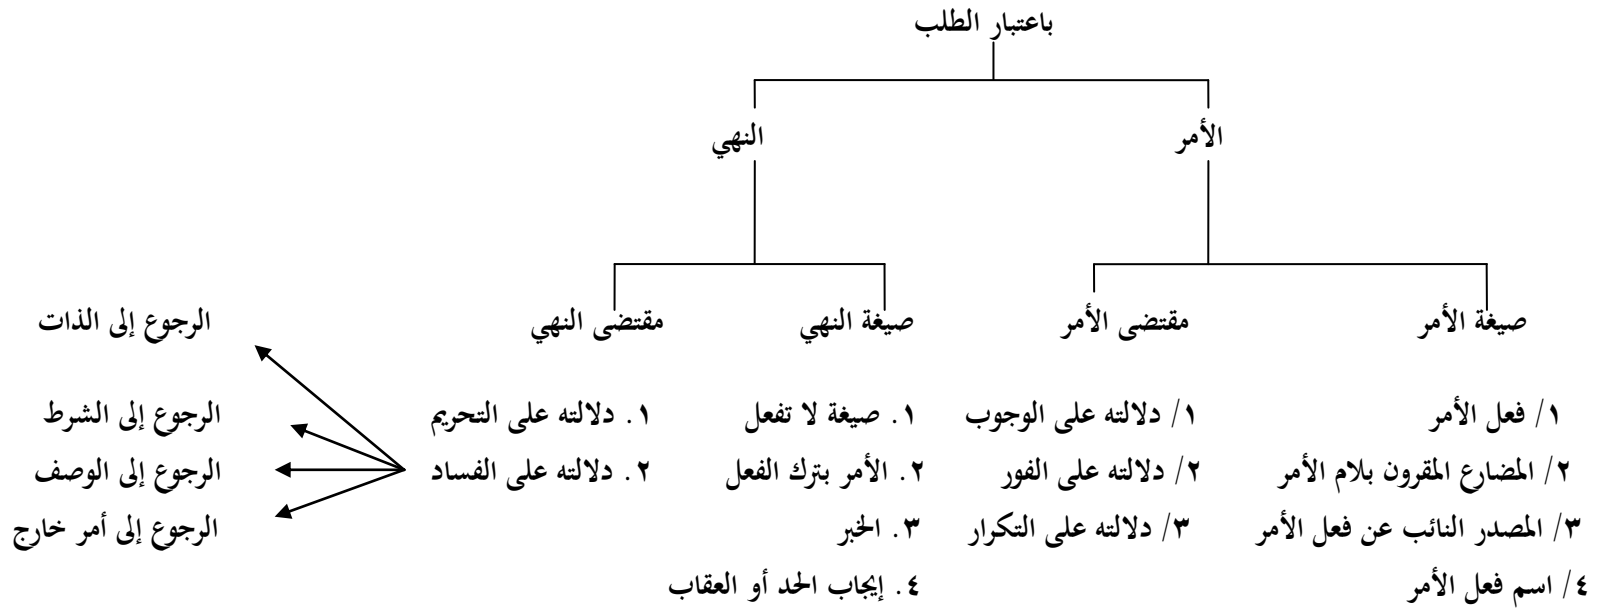 باعتبار الطلب
الأمر
النهي
صيغة الأمر
مقتضى الأمر
صيغة النهي
مقتضى النهي
الرجوع إلى الذات
١/ فعل الأمر
١/ دلالته على الوجوب
١. صيغة لا تفعل
١. دلالته على التحريم
الرجوع إلى الشرط
٢/ المضارع المقرون بلام الأمر
٢/ دلالته على الفور
٢. الأمر بترك الفعل
٢. دلالته على الفساد
الرجوع إلى الوصف
٣/ المصدر النائب عن فعل الأمر
٣/ دلالته على التكرار
٣. الخبر
الرجوع إلى أمر خارج
٤/ اسم فعل الأمر
٤. إيجاب الحد أو العقاب